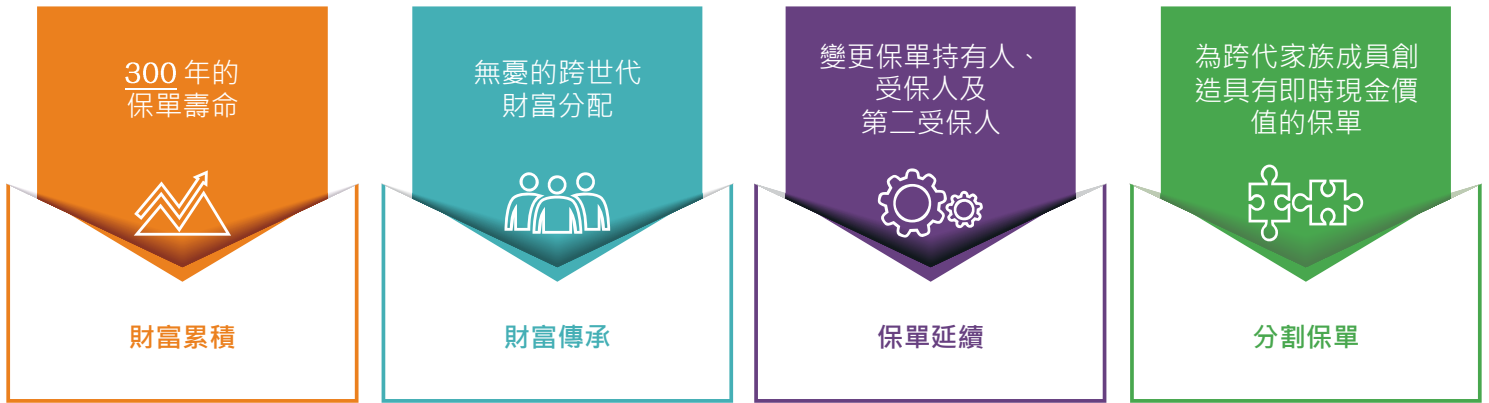 300 年的
保單壽命
財富累積
無憂的跨世代
財富分配
財富傳承
變更保單持有人、
受保人及
第二受保人
保單延續
為跨代家族成員創
造具有即時現金價
值的保單
分割保單